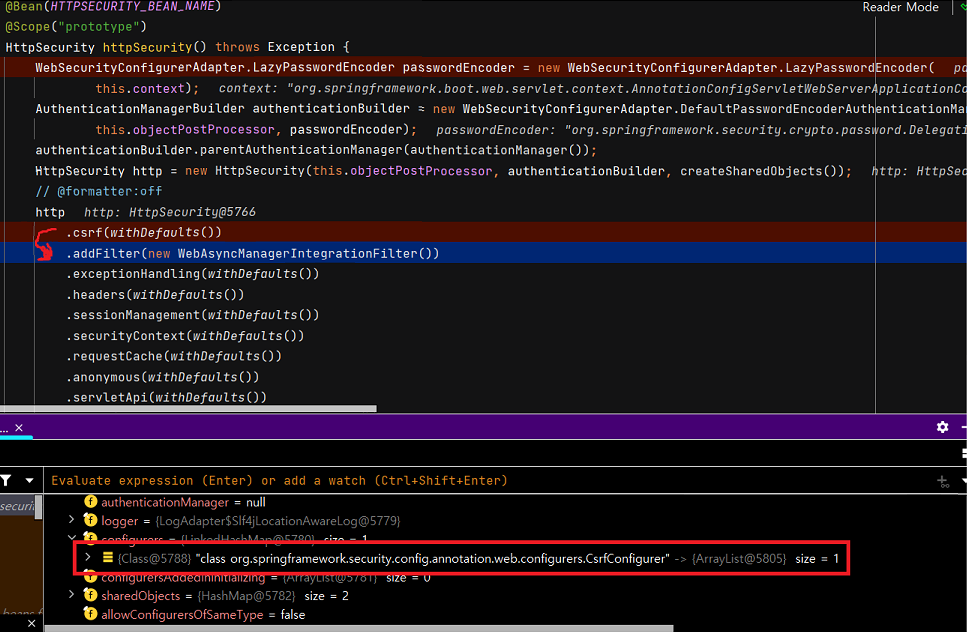 @Bean(HTTPSECURITY_BEAN_NAME)
Reader Mode
@Scope("prototype")
HttpSecurity httpSecurity() throws Exception {
WebSecurityConfigurerAdapter.LazyPasswordEncoder passwordEncoder = new WebSecurityConfigurerAdapter.LazyPasswordEncoder(
this.context); context: "org.springframework.boot.web.servlet.context.AnnotationConfigServletWebServerApplicationCo
AuthenticationManagerBuilder authenticationBuilder = new WebSecurityConfigurerAdapter.DefaultPasswordEncoderAuthenticationMan
this.objectPostProcessor, passwordEncoder); passwordEncoder: "org.springframework.security.crypto.password.Delegati
authenticationBuilder.parentAuthenticationManager(authenticationManager());
HttpSecurity http = new HttpSecurity(this.objectPostProcessor, authenticationBuilder, createSharedObjects()); http: HttpSec
// @formatter:off
http http: HttpSecurity@5766
.csrf(withDefaults())
.addFilter(new WebAsyncManagerIntegrationFilter())
.exceptionHandling(withDefaults())
.headers(withDefaults())
.sessionManagement(withDefaults())
.securityContext(withDefaults())
.requestCache(withDefaults())
.anonymous(withDefaults())
.servletApi(withDefaults())
...
Evaluate expression (Enter) or add a watch (Ctrl+Shift+Enter)
securi
authenticationManager = null
logger = {LogAdapter$Slf4jLocationAwareLog@5779}
configurers = {LinkedHashMap@5780} size = 1
{Class@5788} "class org.springframework.security.config.annotation.web.configurers.CsrfConfigurer" -> {ArrayList@5805} size = 1
configurersAddedInInitializing = {ArrayList@5781} size = 0
sharedObjects = {HashMap@5782} size = 2
allowConfigurersOfSameType = false